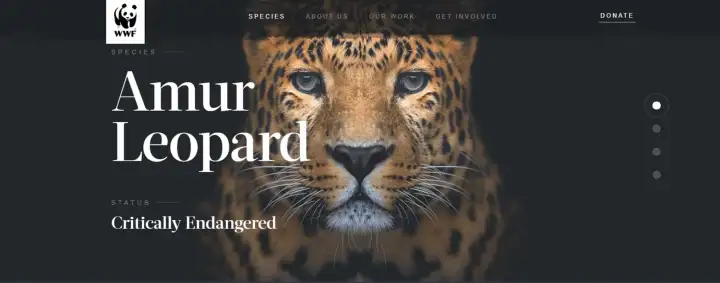 WWF
SPECIES ABOUT US OUR WORK GET INVOLVED DONATE
SPECIES
Amur
Leopard
STATUS
Critically Endangered